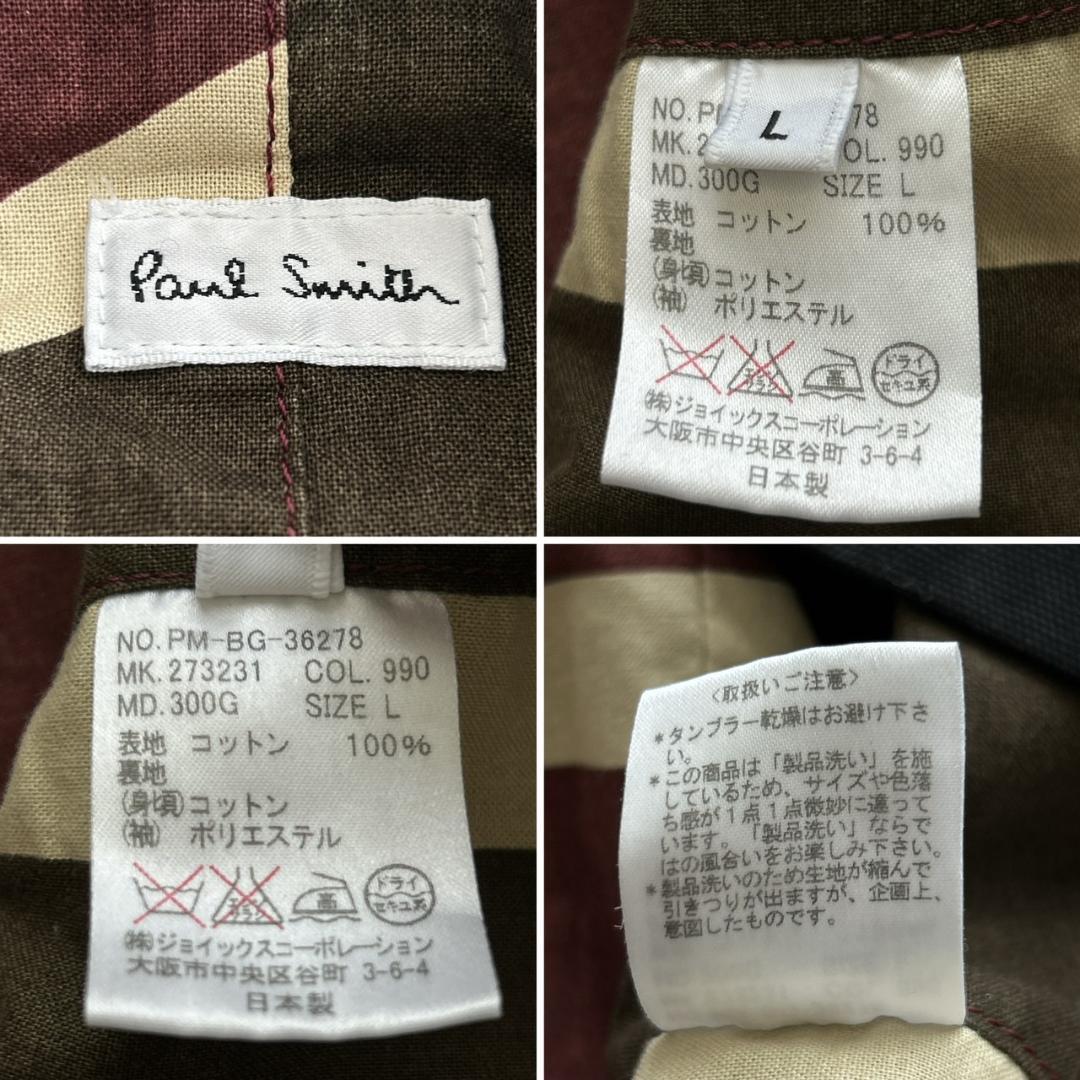 Paul Smith
L
NO. P 78
MK. 2 OL. 990
MD. 300G SIZE L
表地 コットン 100%
裏地
(身頃) コットン
(袖) ポリエステル
高 ドライ セキユ系
(株)ジョイックスコーポレーション
大阪市中央区谷町 3-6-4
日本製
NO. PM-BG-36278
MK. 273231 COL. 990
MD. 300G SIZE L
表地 コットン 100%
裏地
(身頃) コットン
(袖) ポリエステル
高 ドライ セキユ系
(株)ジョイックスコーポレーション
大阪市中央区谷町 3-6-4
日本製
<取扱いご注意>
*タンブラー乾燥はお避け下さ
い。
*この商品は「製品洗い」を施
しているため、サイズや色落
ち感が1点1点微妙に違って
います。「製品洗い」ならで
はの風合いをお楽しみ下さい。
*製品洗いのため生地が縮んで
引きつりが出ますが、企画上、
意図したものです。